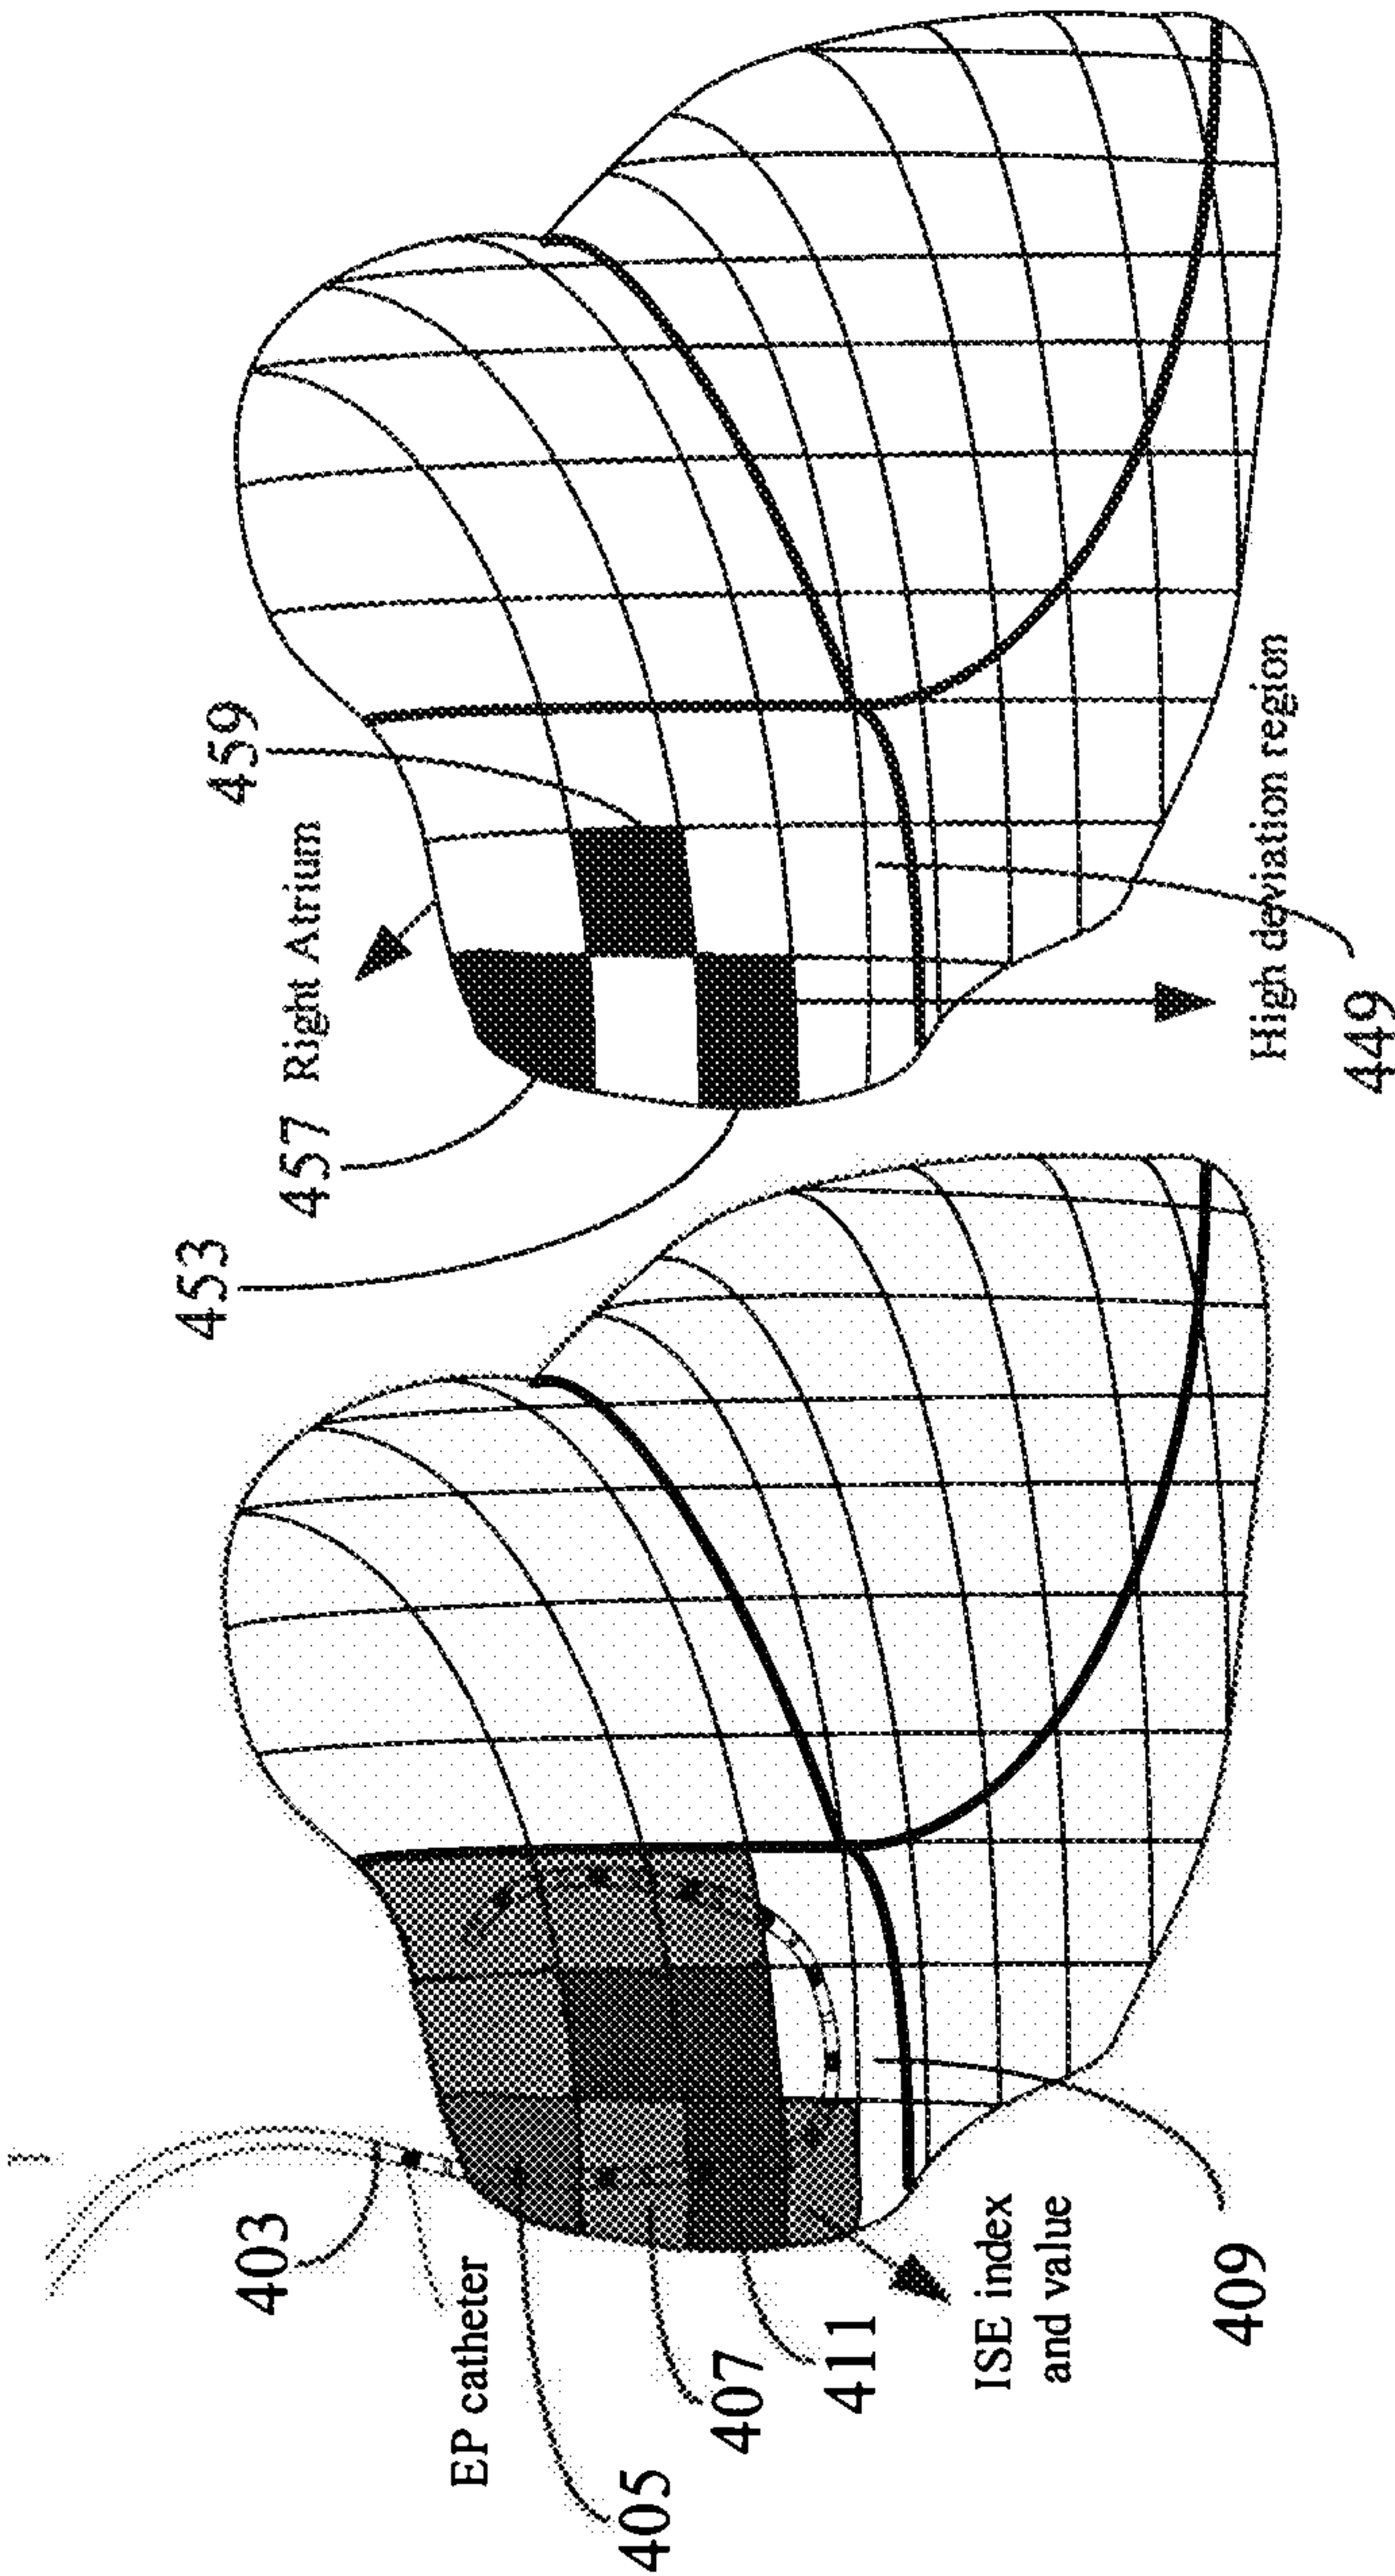 403
EP catheter
405
407
411
ISE index
and value
409
453
457
Right Atrium
459
High deviation region
449